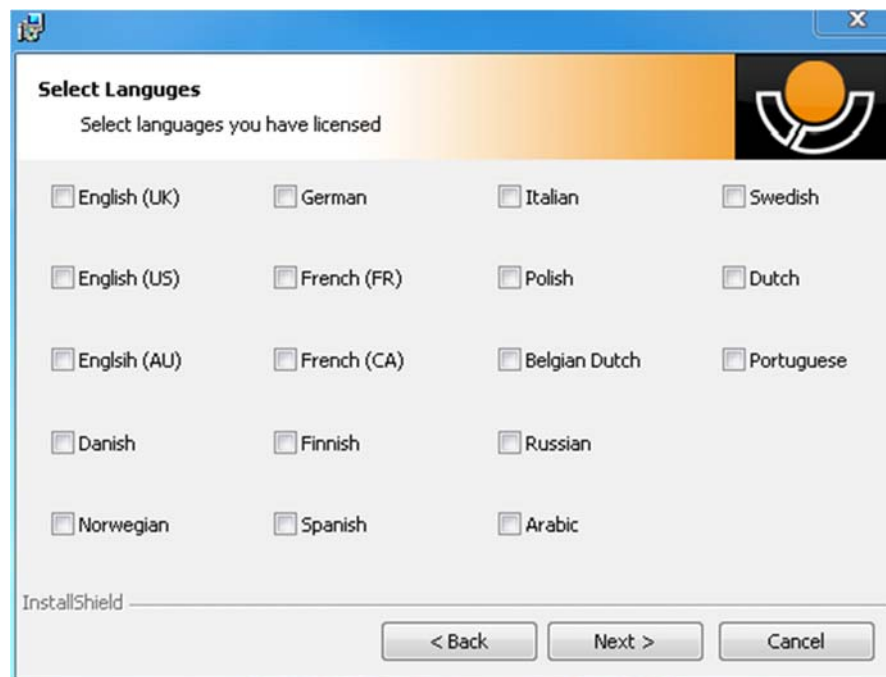 Select Languges
Select languages you have licensed
English (UK) German Italian Swedish
English (US) French (FR) Polish Dutch
Englsih (AU) French (CA) Belgian Dutch Portuguese
Danish Finnish Russian
Norwegian Spanish Arabic
InstallShield
< Back Next > Cancel